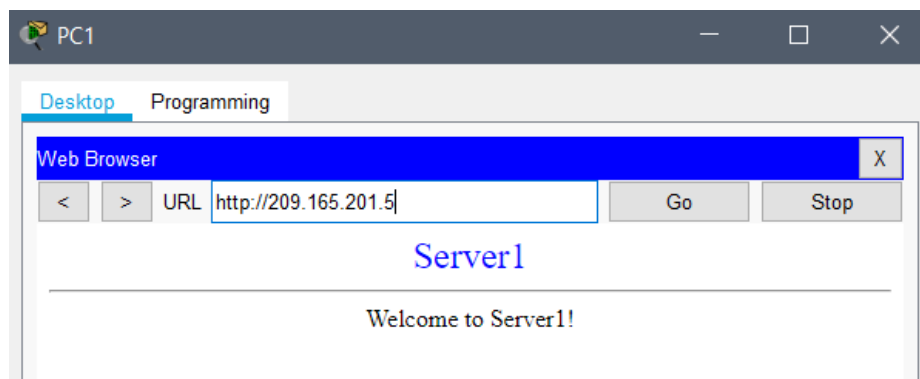 PC1
Desktop Programming
Web Browser X
< > URL http://209.165.201.5 Go Stop
Server1
Welcome to Server1!